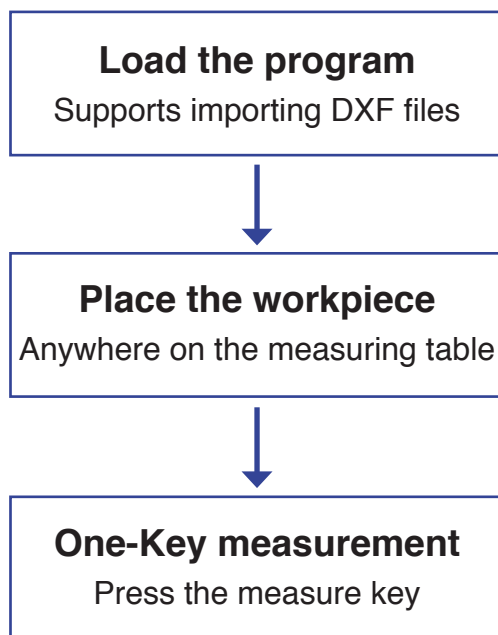 Load the program
Supports importing DXF files
Place the workpiece
Anywhere on the measuring table
One-Key measurement
Press the measure key